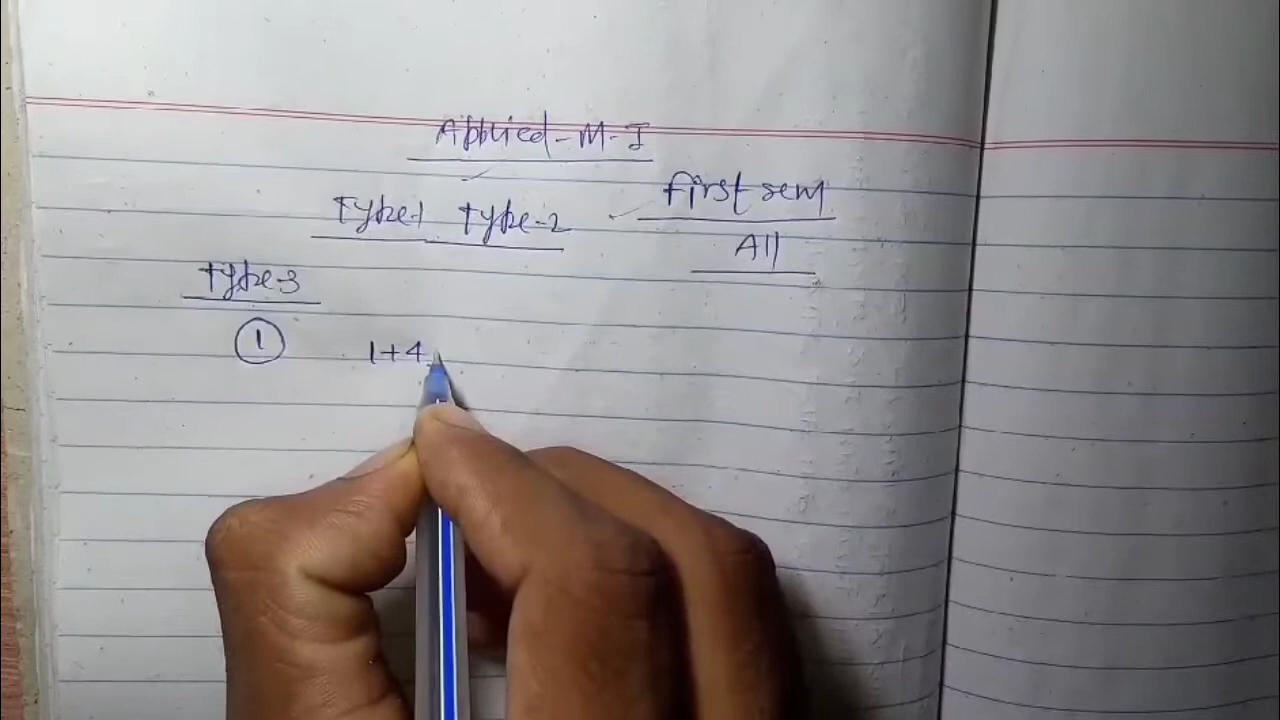 Applied-M-I
Type-1 Type-2 First sem
All
Type-3
① 1+4